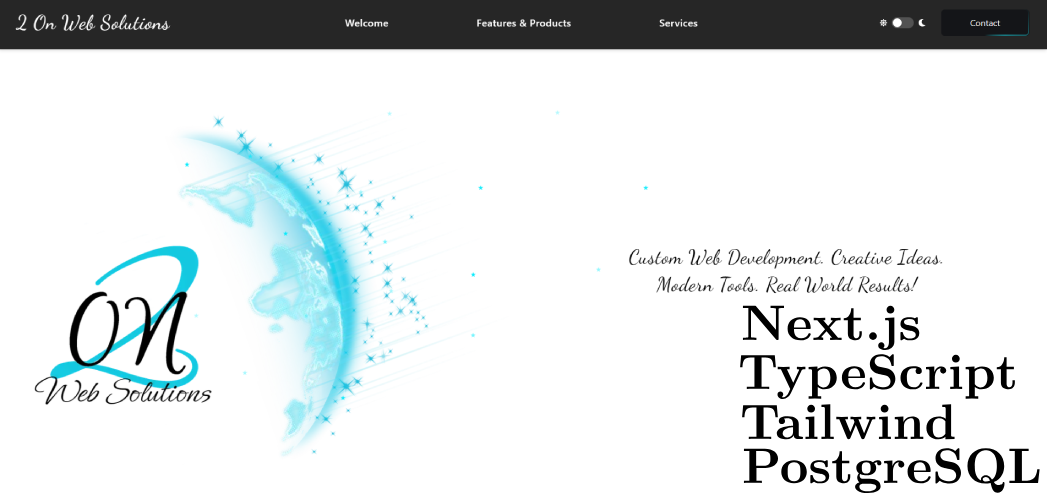 2 On Web Solutions
Welcome
Features & Products
Services
Contact
2
ON
Web Solutions
Custom Web Development. Creative Ideas.
Modern Tools. Real World Results!
Next.js
TypeScript
Tailwind
PostgreSQL